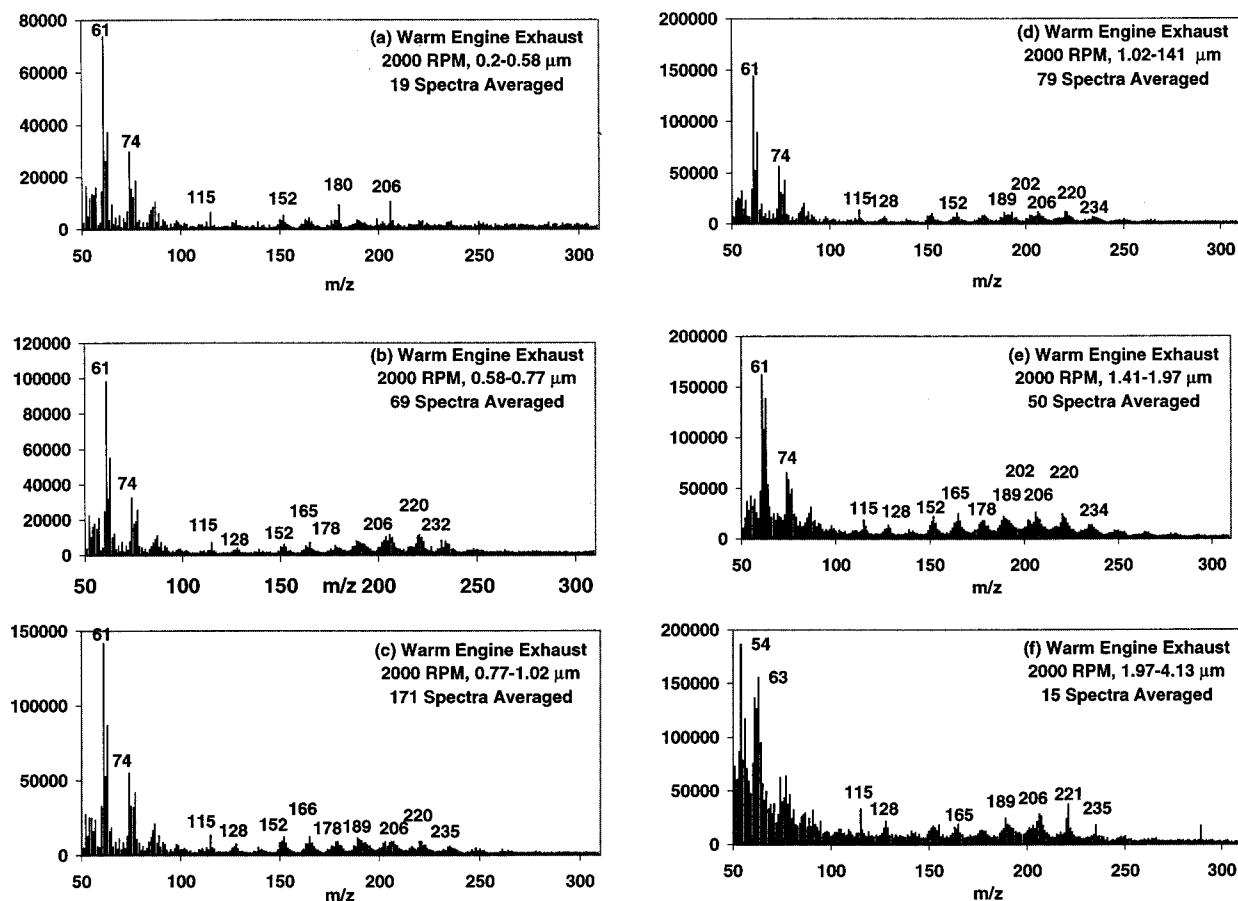 80000
60000
40000
20000
0
61
74
115
152
180
206
(a) Warm Engine Exhaust
2000 RPM, 0.2-0.58 μm
19 Spectra Averaged
50 100 150 200 250 300
m/z
120000
100000
80000
60000
40000
20000
0
61
74
115
128
152
165
178
206
220
232
(b) Warm Engine Exhaust
2000 RPM, 0.58-0.77 μm
69 Spectra Averaged
50 100 150 200 250 300
m/z
150000
100000
50000
0
61
74
115
128
152
166
178
189
206
220
235
(c) Warm Engine Exhaust
2000 RPM, 0.77-1.02 μm
171 Spectra Averaged
50 100 150 200 250 300
m/z
200000
150000
100000
50000
0
61
74
115
128
152
189
202
206
220
234
(d) Warm Engine Exhaust
2000 RPM, 1.02-141 μm
79 Spectra Averaged
50 100 150 200 250 300
m/z
200000
150000
100000
50000
0
61
74
115
128
152
165
178
189
202
206
220
234
(e) Warm Engine Exhaust
2000 RPM, 1.41-1.97 μm
50 Spectra Averaged
50 100 150 200 250 300
m/z
200000
150000
100000
50000
0
54
63
115
128
165
189
206
221
235
(f) Warm Engine Exhaust
2000 RPM, 1.97-4.13 μm
15 Spectra Averaged
50 100 150 200 250 300
m/z